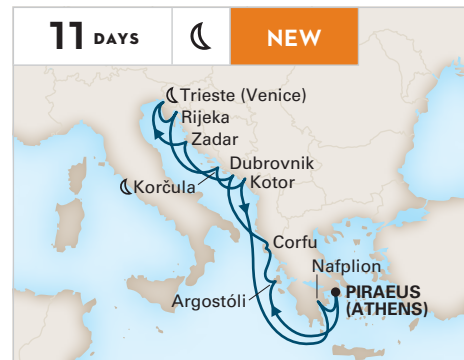 11 DAYS
NEW
Trieste (Venice)
Rijeka
Zadar
Dubrovnik
Korčula
Kotor
Corfu
Nafplion
Argostóli
PIRAEUS
(ATHENS)